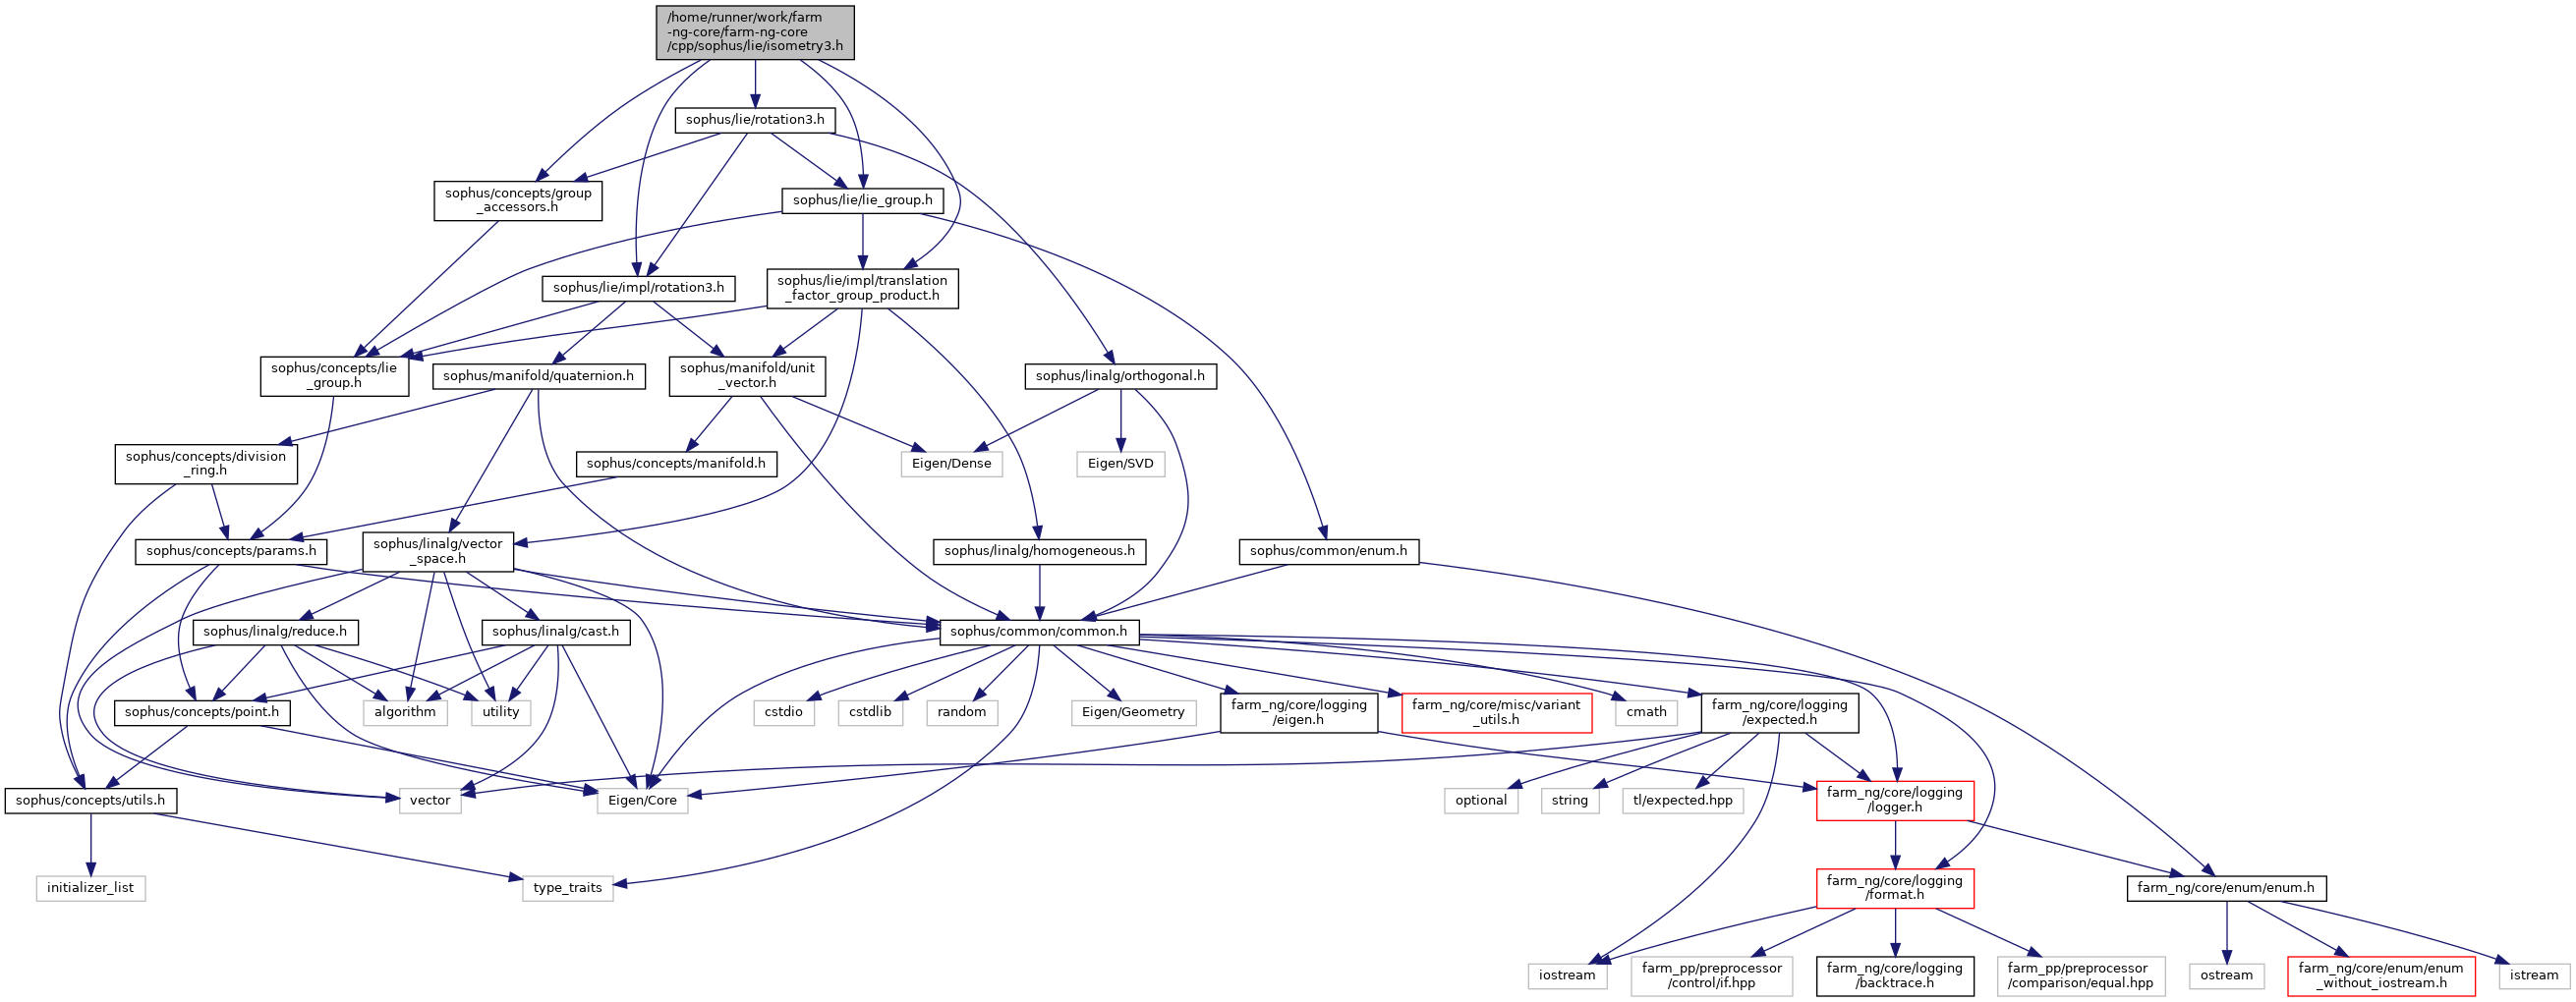 /home/runner/work/farm
-ng-core/farm-ng-core
/cpp/sophus/lie/isometry3.h
sophus/lie/rotation3.h
sophus/concepts/group
_accessors.h
sophus/lie/lie_group.h
sophus/lie/impl/rotation3.h
sophus/lie/impl/translation
_factor_group_product.h
sophus/concepts/lie
_group.h
sophus/manifold/quaternion.h
sophus/manifold/unit
_vector.h
sophus/linalg/orthogonal.h
sophus/concepts/division
_ring.h
sophus/concepts/manifold.h
Eigen/Dense
Eigen/SVD
sophus/concepts/params.h
sophus/linalg/vector
_space.h
sophus/linalg/homogeneous.h
sophus/common/enum.h
sophus/linalg/reduce.h
sophus/linalg/cast.h
sophus/common/common.h
sophus/concepts/point.h
algorithm
utility
cstdio
cstdlib
random
Eigen/Geometry
farm_ng/core/logging
/eigen.h
farm_ng/core/misc/variant
_utils.h
cmath
farm_ng/core/logging
/expected.h
sophus/concepts/utils.h
vector
Eigen/Core
optional
string
tl/expected.hpp
farm_ng/core/logging
/logger.h
initializer_list
type_traits
farm_ng/core/logging
/format.h
farm_ng/core/enum/enum.h
iostream
farm_pp/preprocessor
/control/if.hpp
farm_ng/core/logging
/backtrace.h
farm_pp/preprocessor
/comparison/equal.hpp
ostream
farm_ng/core/enum/enum
_without_iostream.h
istream